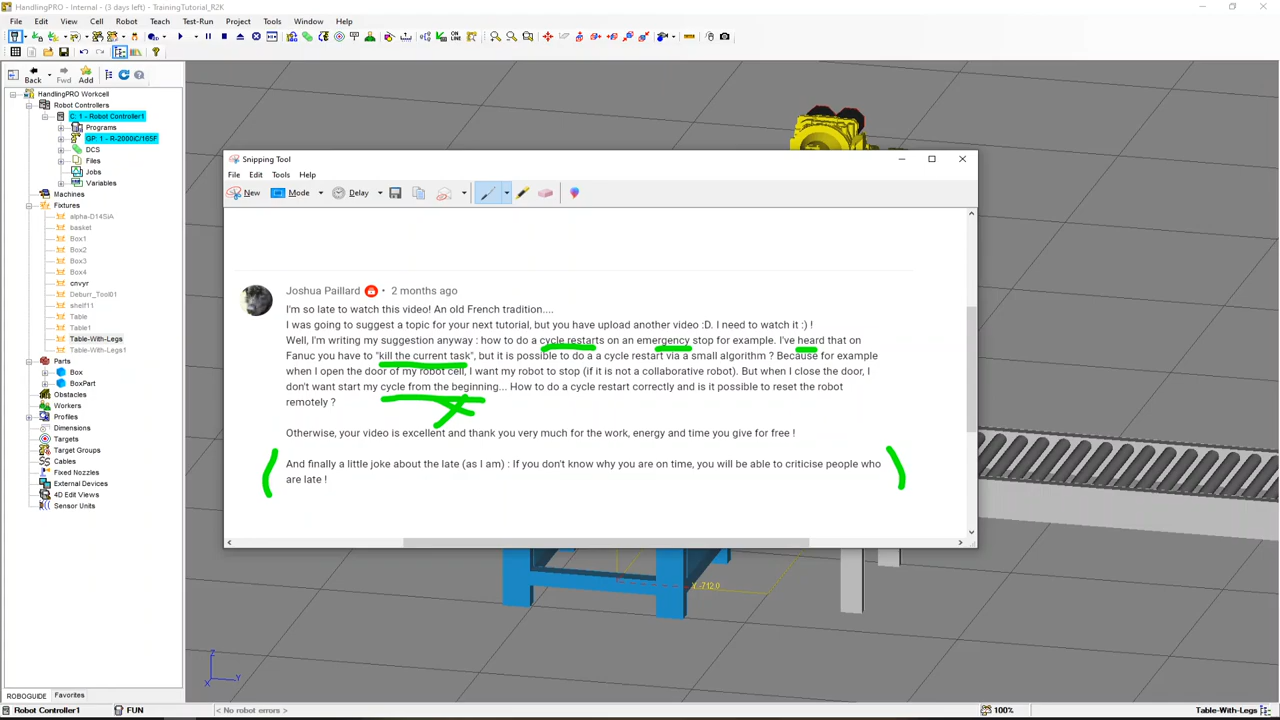 HandlingPRO - Internal - (3 days left) - TrainingTutorial_R2K
File Edit View Cell Robot Teach Test-Run Project Tools Window Help
ON
LINE
Back Fwd Add
HandlingPRO Workcell
Robot Controllers
C: 1 - Robot Controller1
Programs
GP: 1 - R-2000iC/165F
DCS
Files
Jobs
Variables
Machines
Fixtures
alpha-D14SiA
basket
Box1
Box2
Box3
Box4
cnvyr
Deburr_Tool01
shelf11
Table
Table1
Table-With-Legs
Table-With-Legs1
Parts
Box
BoxPart
Obstacles
Workers
Profiles
Dimensions
Targets
Target Groups
Cables
Fixed Nozzles
External Devices
4D Edit Views
Sensor Units
ROBOGUIDE Favorites
Snipping Tool
File Edit Tools Help
New Mode Delay
Joshua Paillard • 2 months ago
I'm so late to watch this video! An old French tradition....
I was going to suggest a topic for your next tutorial, but you have upload another video :D. I need to watch it :) !
Well, I'm writing my suggestion anyway : how to do a cycle restarts on an emergency stop for example. I've heard that on
Fanuc you have to "kill the current task", but it is possible to do a a cycle restart via a small algorithm ? Because for example
when I open the door of my robot cell, I want my robot to stop (if it is not a collaborative robot). But when I close the door, I
don't want start my cycle from the beginning... How to do a cycle restart correctly and is it possible to reset the robot
remotely ?
Otherwise, your video is excellent and thank you very much for the work, energy and time you give for free !
And finally a little joke about the late (as I am) : If you don't know why you are on time, you will be able to criticise people who
are late !
Y -712.0
Z
X Y
Robot Controller1 FUN < No robot errors > 100% Table-With-Legs